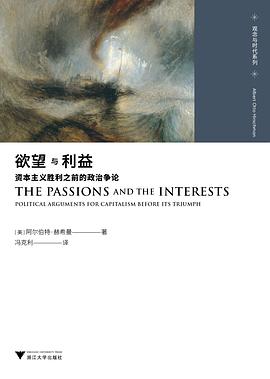 观念与时代系列
Albert Otto Hirschman
欲望与利益
资本主义胜利之前的政治争论
THE PASSIONS AND THE INTERESTS
POLITICAL ARGUMENTS FOR CAPITALISM BEFORE ITS TRIUMPH
[美]阿尔伯特·赫希曼————著
冯克利————译
ZHEJIANG UNIVERSITY PRESS
浙江大学出版社